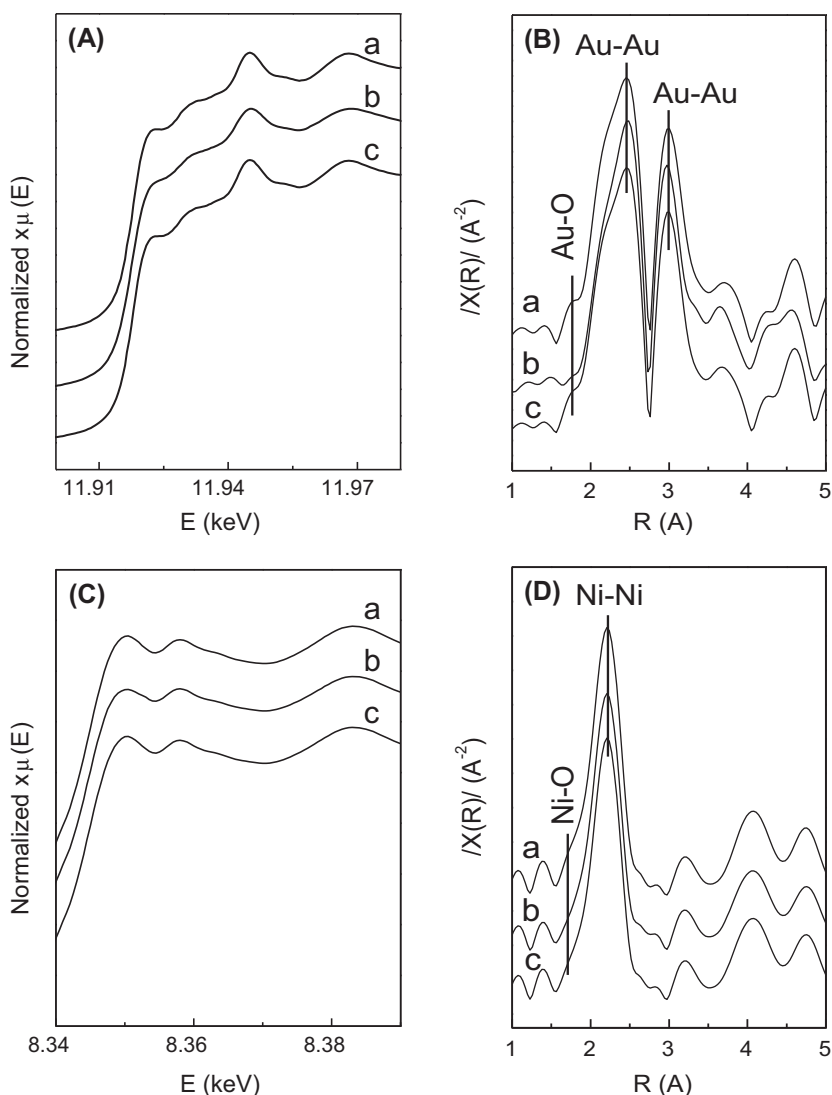 (A)
a
b
c
Normalized xµ(E)
11.91 11.94 11.97
E (keV)
(B)
Au-Au
Au-Au
Au-O
a
b
c
/X(R)/ (A⁻²)
1 2 3 4 5
R (A)
(C)
a
b
c
Normalized xµ(E)
8.34 8.36 8.38
E (keV)
(D)
Ni-Ni
Ni-O
a
b
c
/X(R)/ (A⁻²)
1 2 3 4 5
R (A)